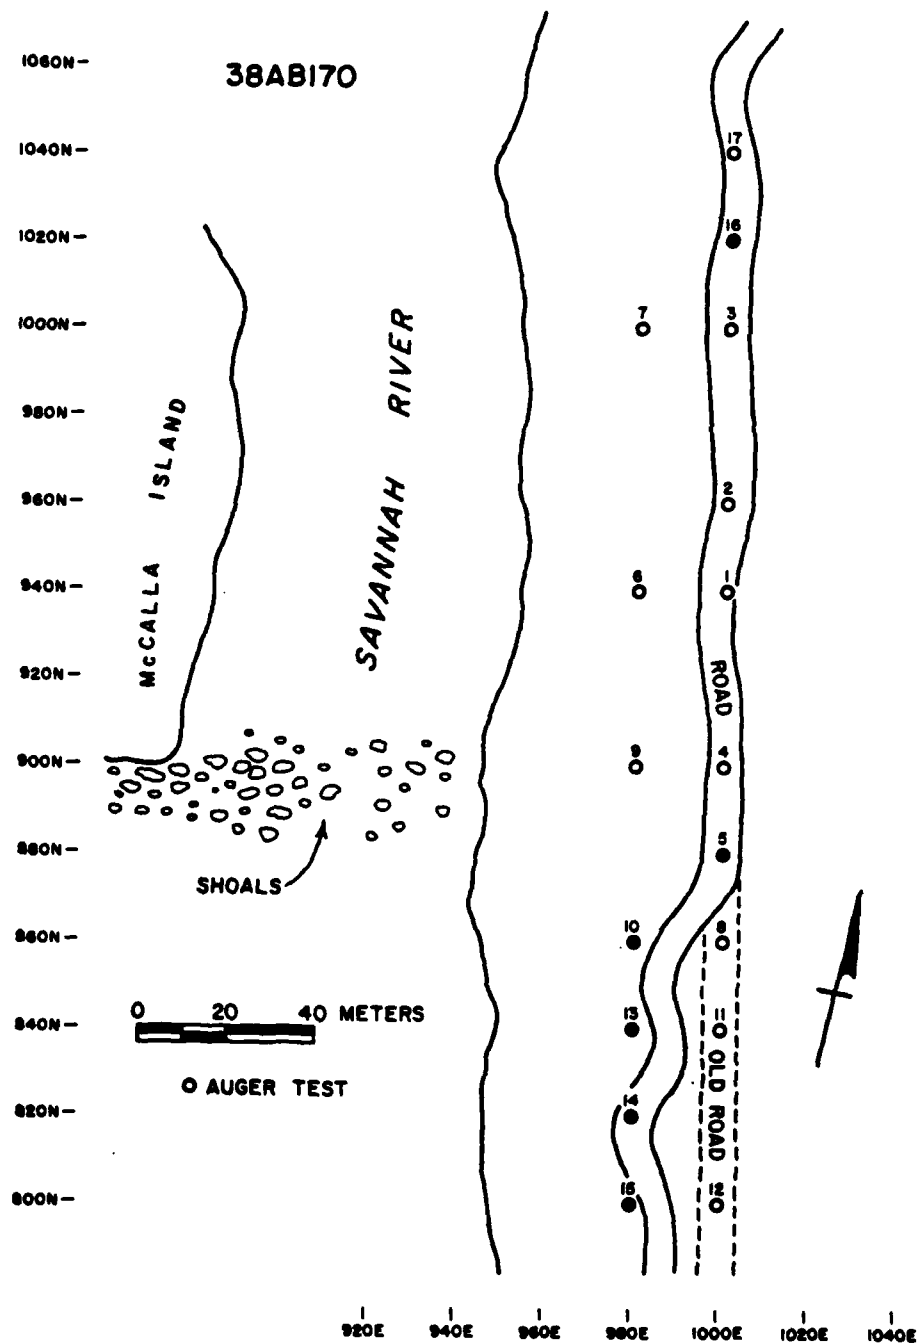 38AB170
1060N
1040N
1020N
1000N
980N
960N
940N
920N
900N
880N
860N
840N
820N
800N
McCALLA ISLAND
SAVANNAH RIVER
SHOALS
0 20 40 METERS
O AUGER TEST
17
16
7
3
2
6
1
ROAD
9
4
5
10
8
13
11
OLD ROAD
14
15
12
920E
940E
960E
980E
1000E
1020E
1040E